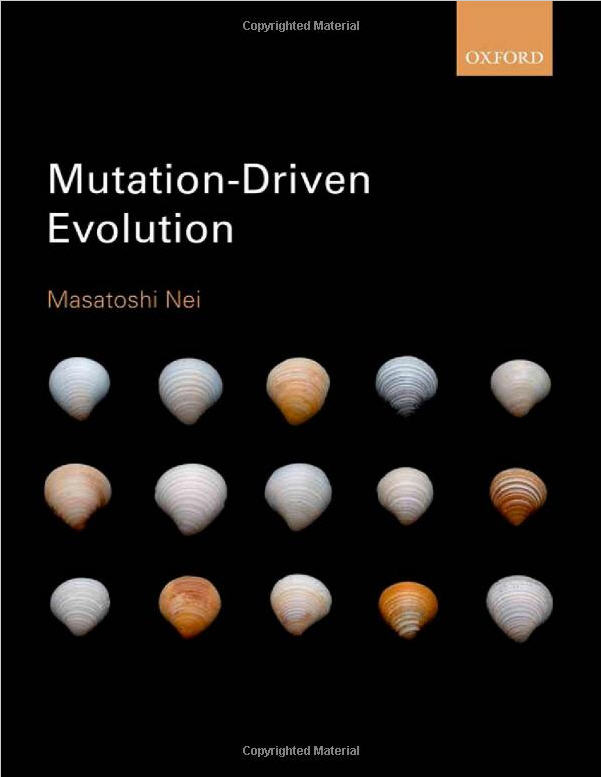 Copyrighted Material
OXFORD
Mutation-Driven
Evolution
Masatoshi Nei
Copyrighted Material